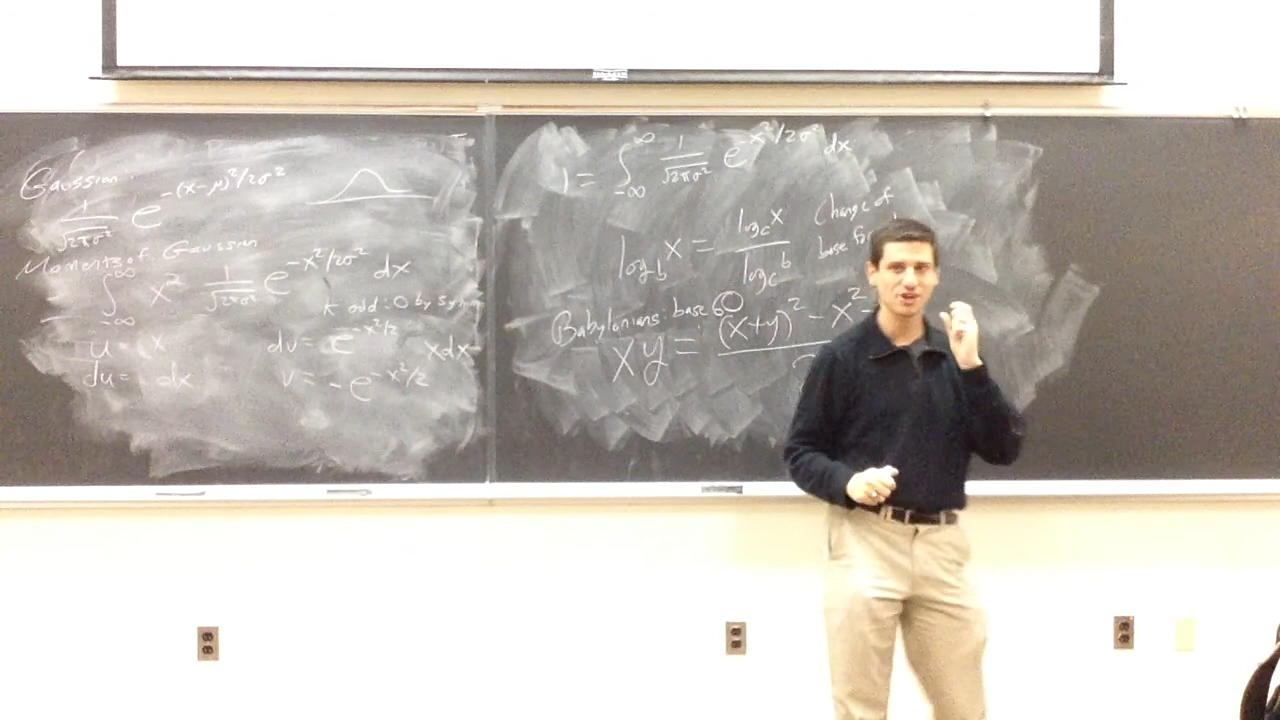 Gaussian:
1/√2πσ² e^-(x-μ)²/2σ²
Moments of Gaussian
∫_-∞^∞ x² 1/√2πσ² e^-x²/2σ² dx
k odd: 0 by sym
u = x dv = e^-x²/2 xdx
du = dx v = -e^-x²/2
1 = ∫_-∞^∞ 1/√2πσ² e^-x²/2σ² dx
log_b x = log_c x / log_c b Change of
base
Babylonians: base 60
xy = (x+y)² - x² -